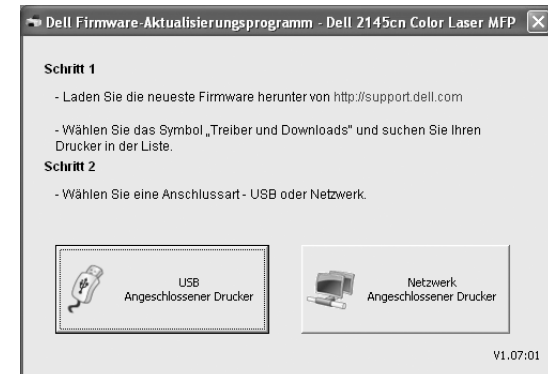 Dell Firmware-Aktualisierungsprogramm - Dell 2145cn Color Laser MFP
Schritt 1
- Laden Sie die neueste Firmware herunter von http://support.dell.com
- Wählen Sie das Symbol „Treiber und Downloads" und suchen Sie Ihren
Drucker in der Liste.
Schritt 2
- Wählen Sie eine Anschlussart - USB oder Netzwerk.
USB
Angeschlossener Drucker
Netzwerk
Angeschlossener Drucker
V1.07:01